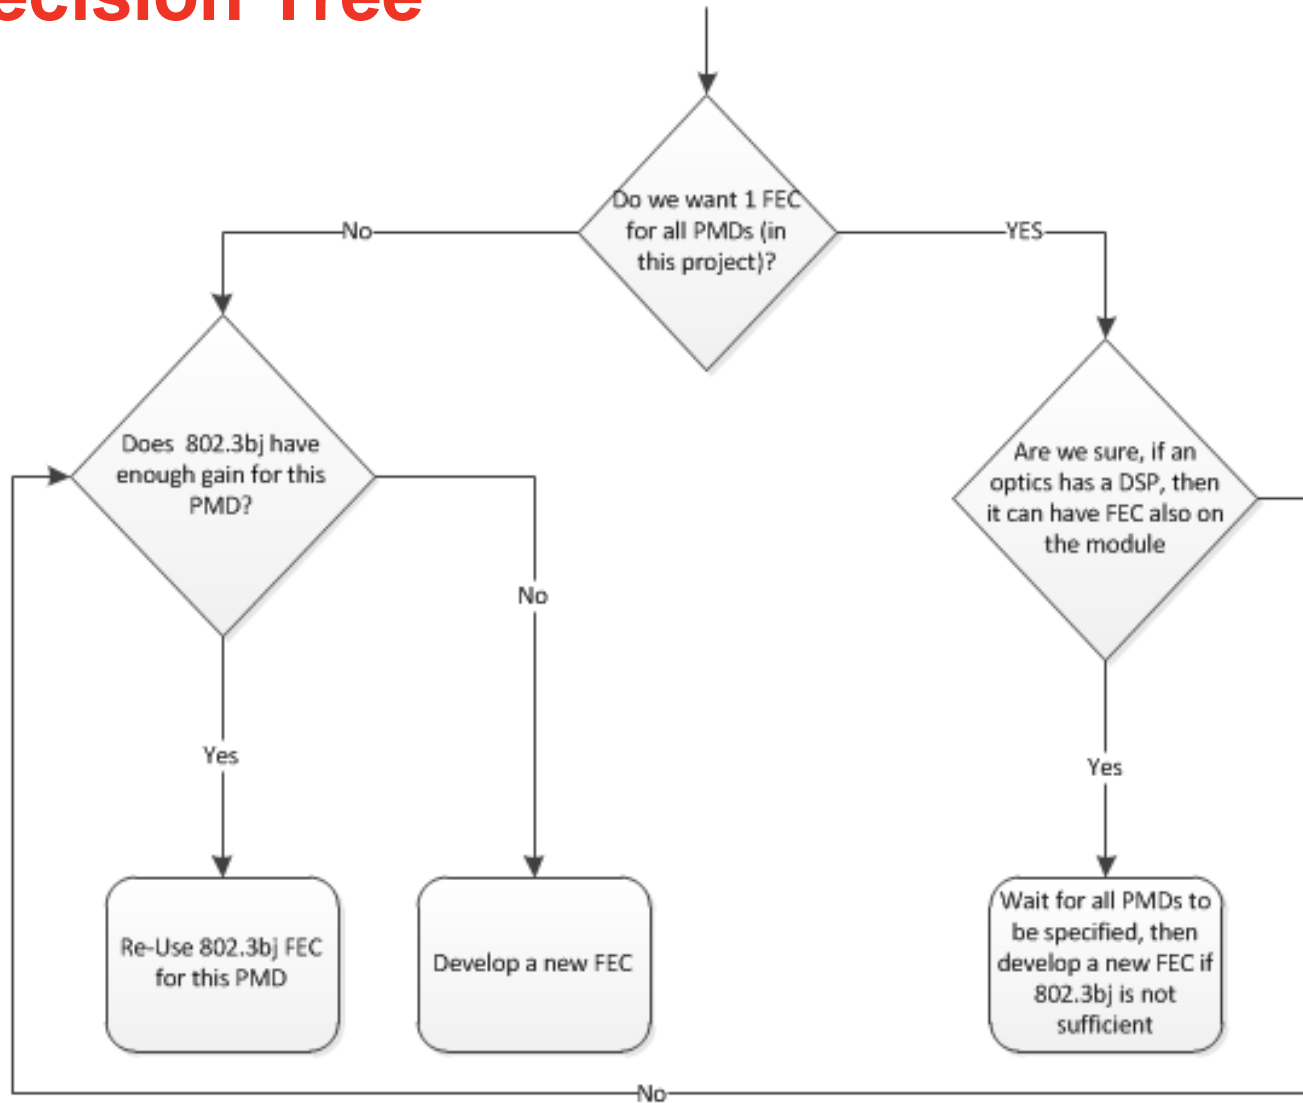 ecision Tree
Do we want 1 FEC
for all PMDs (in
this project)?
No
YES
Does 802.3bj have
enough gain for this
PMD?
Are we sure, if an
optics has a DSP, then
it can have FEC also on
the module
No
Yes
Yes
Re-Use 802.3bj FEC
for this PMD
Develop a new FEC
Wait for all PMDs to
be specified, then
develop a new FEC if
802.3bj is not
sufficient
No